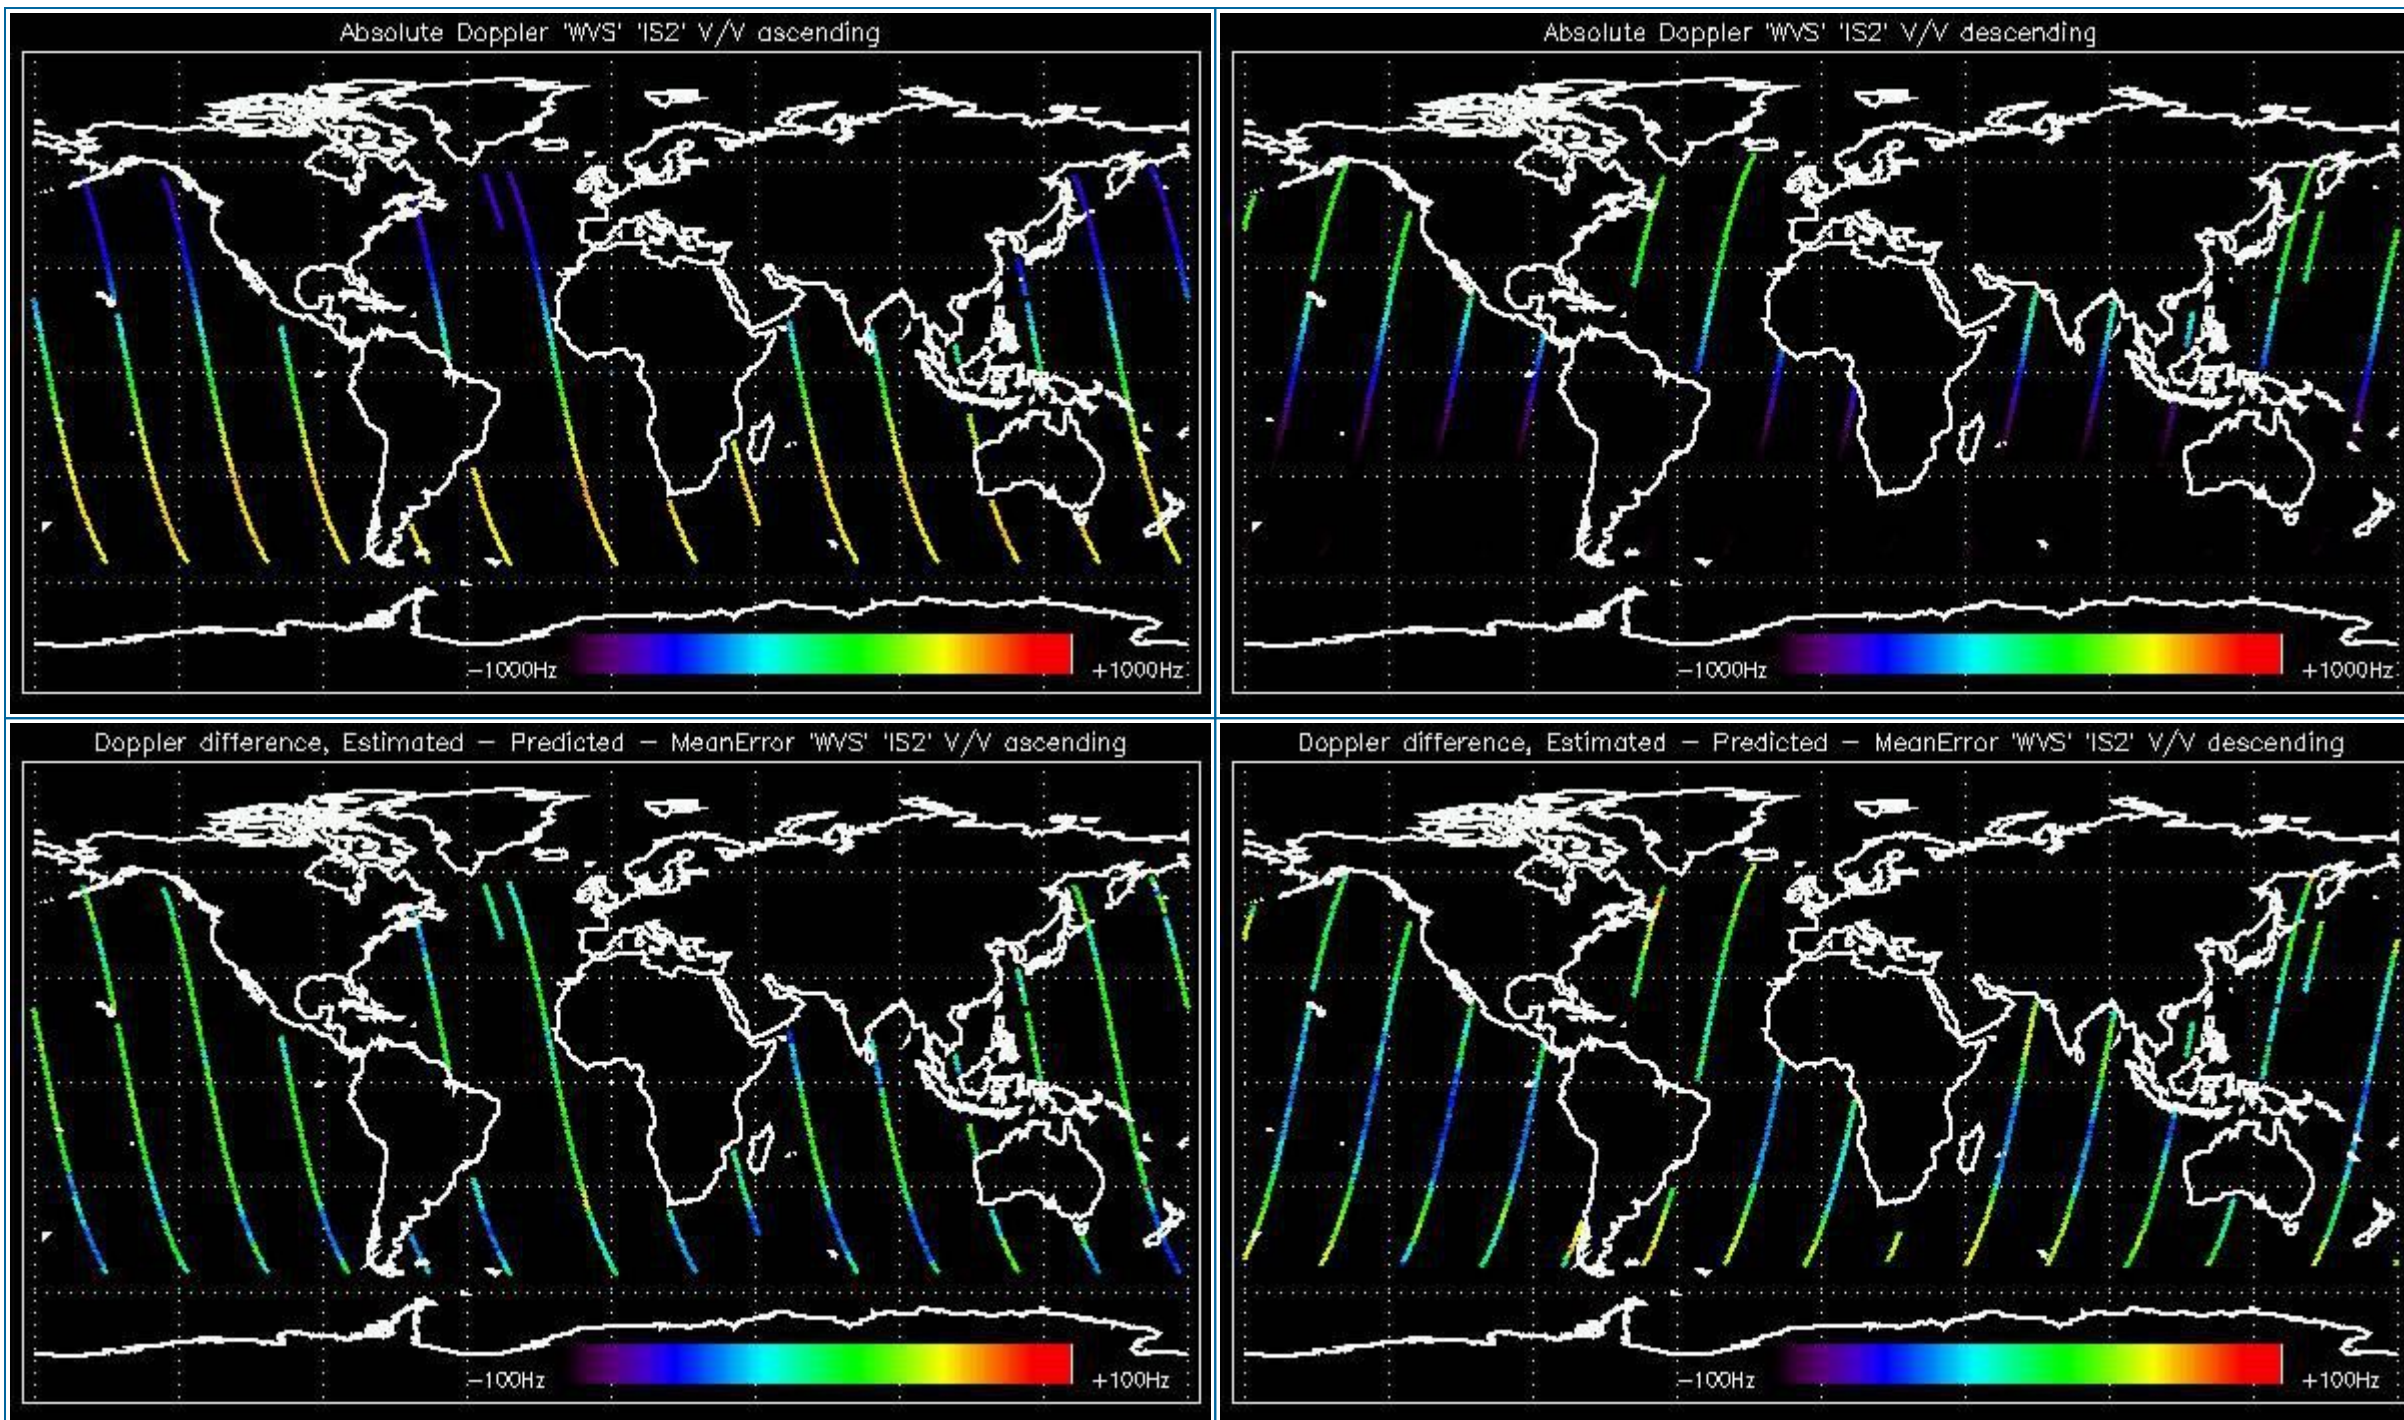 Absolute Doppler 'WVS' 'IS2' V/V ascending
-1000Hz
+1000Hz
Absolute Doppler 'WVS' 'IS2' V/V descending
-1000Hz
+1000Hz
Doppler difference, Estimated - Predicted - MeanError 'WVS' 'IS2' V/V ascending
-100Hz
+100Hz
Doppler difference, Estimated - Predicted - MeanError 'WVS' 'IS2' V/V descending
-100Hz
+100Hz